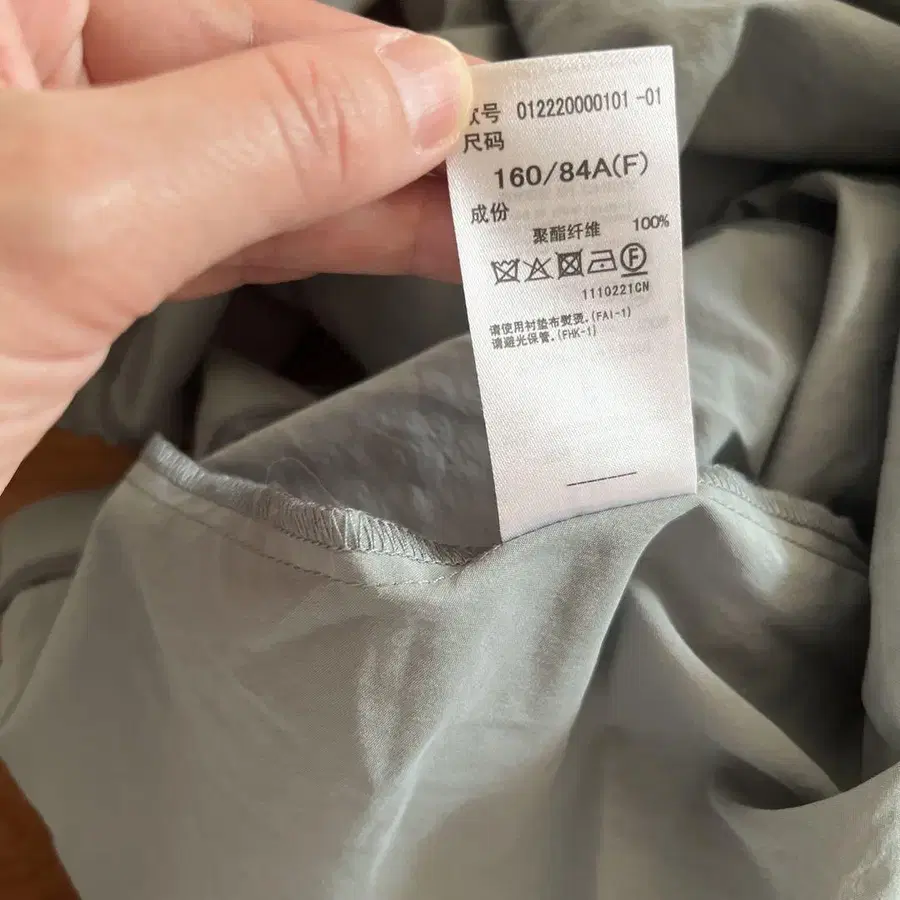 号 012220000101-01
尺码
160/84A(F)
成份
聚酯纤维 100%
F
1110221CN
请使用衬垫布熨烫.(FAI-1)
请避光保管.(FHK-1)